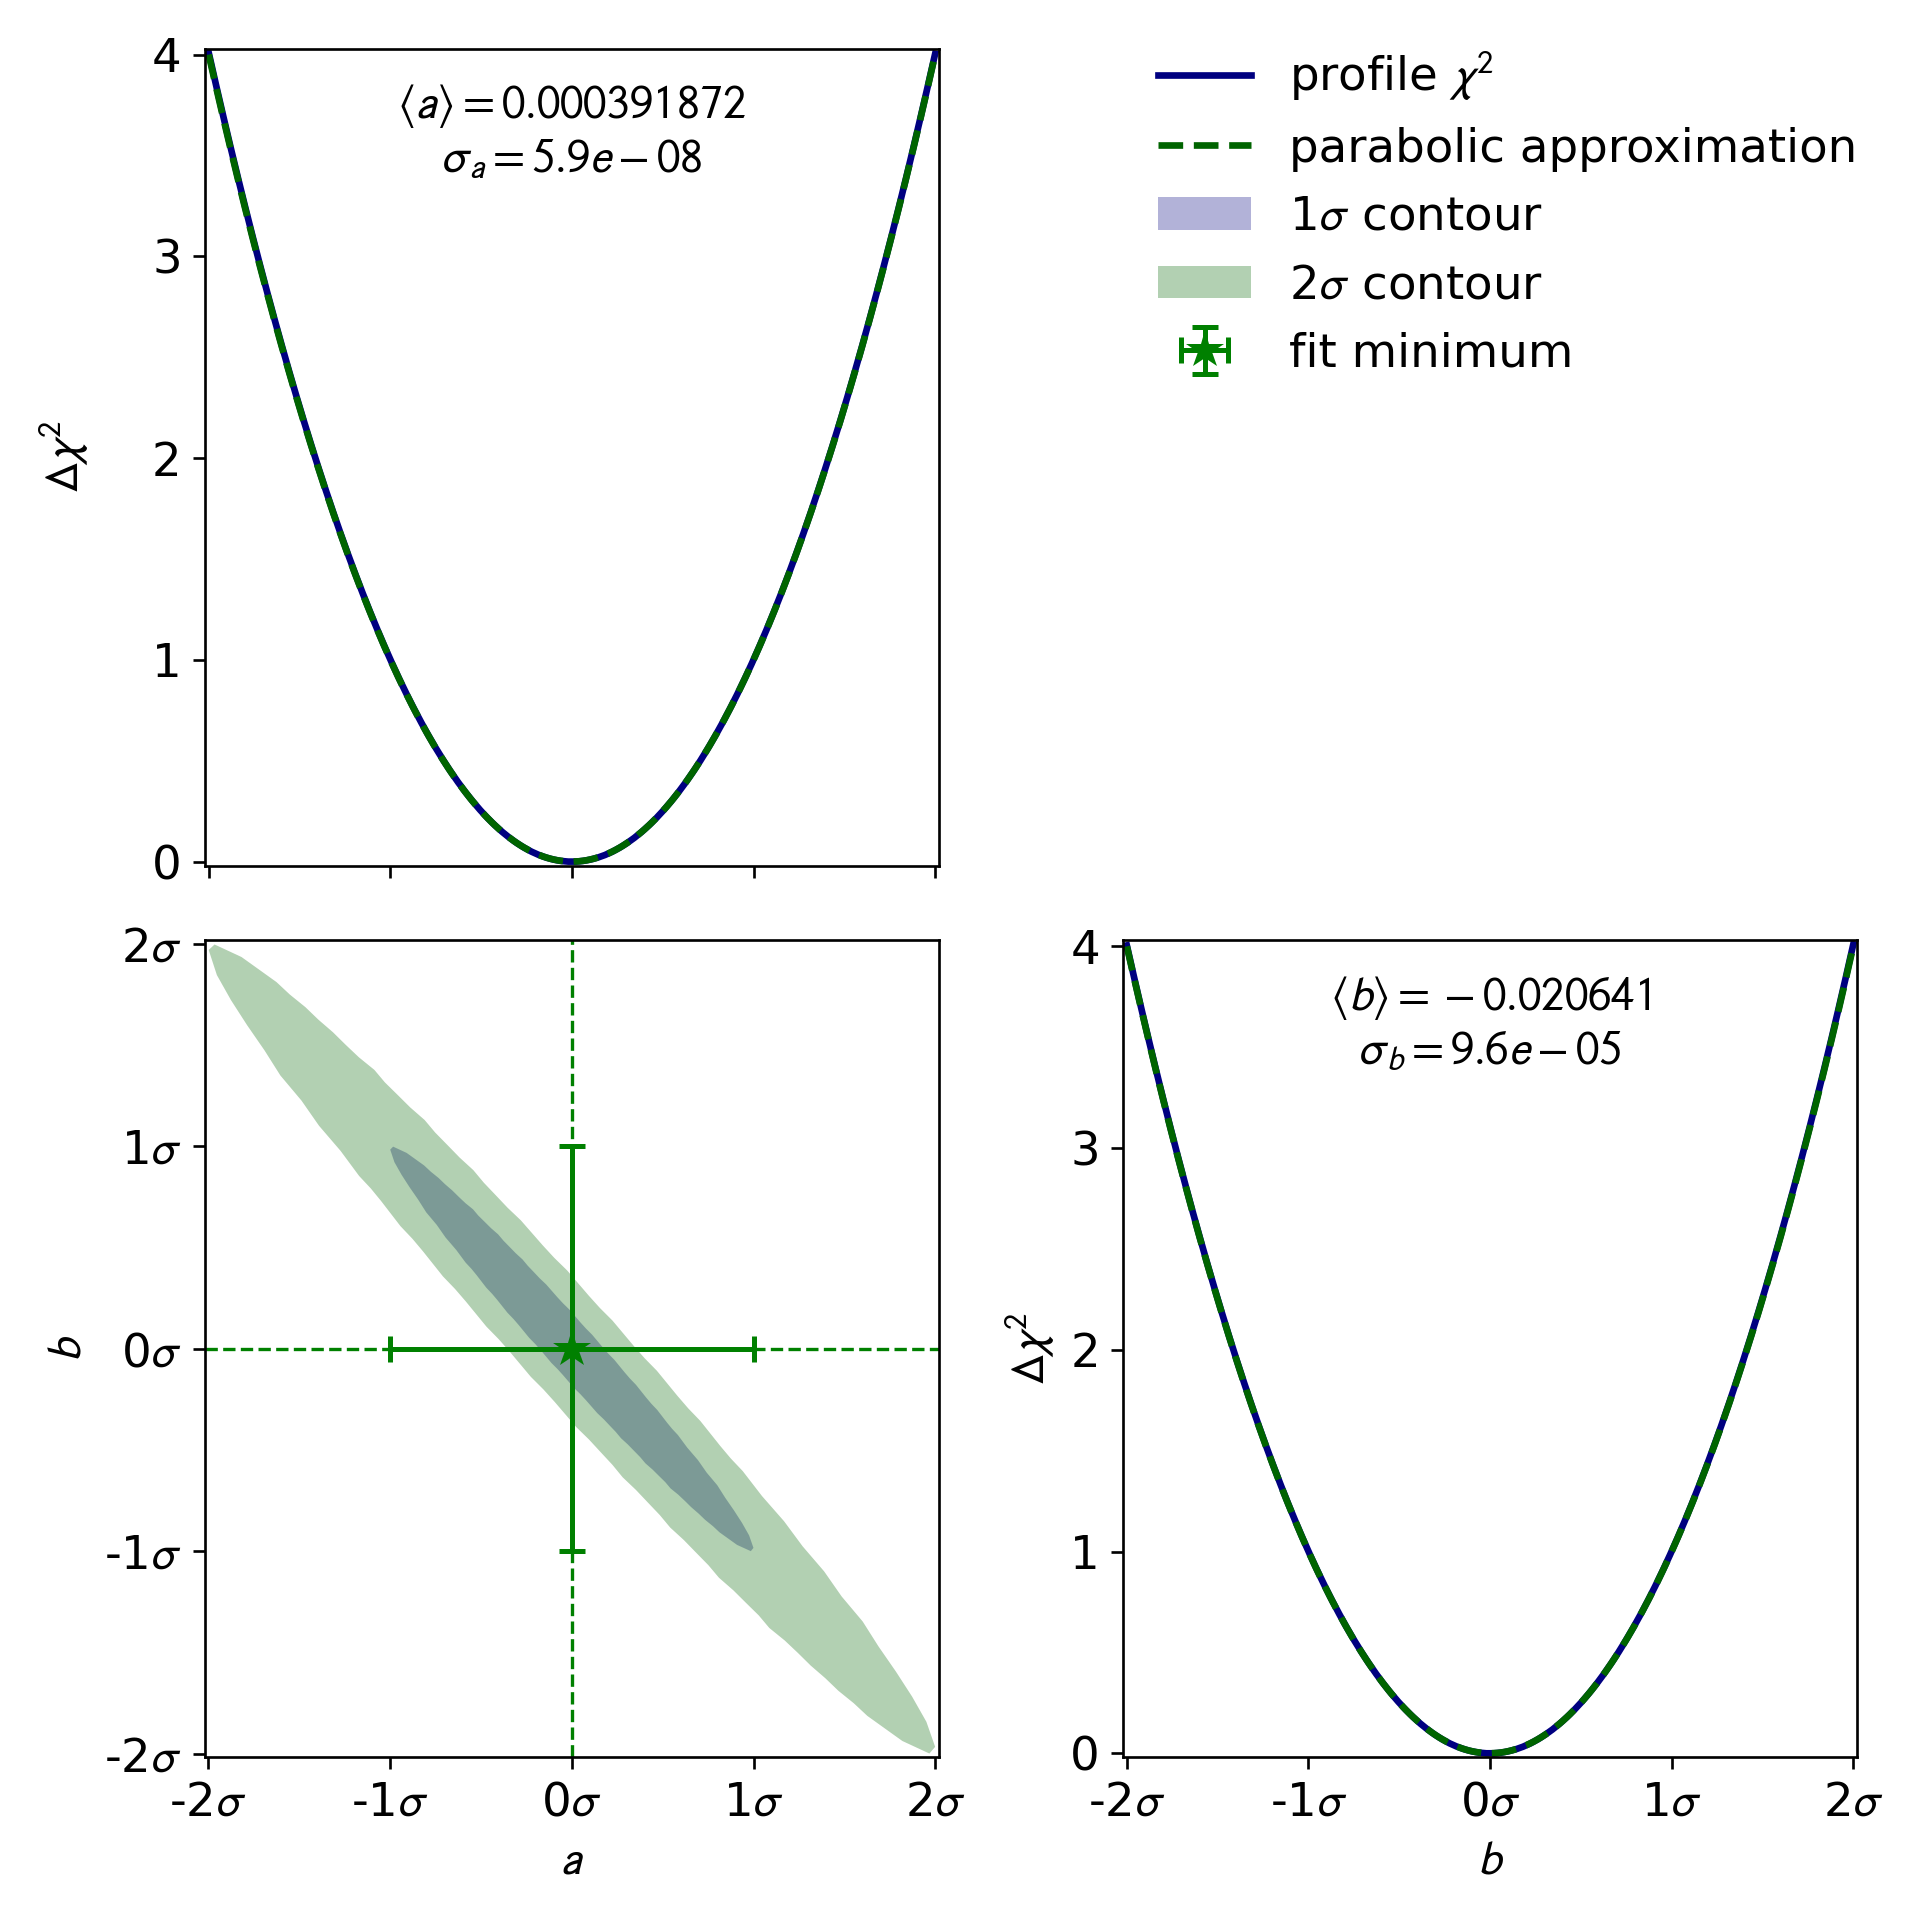 4
3
2
1
0
Δχ²
⟨a⟩ = 0.000391872
σₐ = 5.9e − 08
profile χ²
parabolic approximation
1σ contour
2σ contour
fit minimum
2σ
1σ
0σ
-1σ
-2σ
b
-2σ
-1σ
0σ
1σ
2σ
a
4
3
2
1
0
Δχ²
⟨b⟩ = −0.020641
σ_b = 9.6e − 05
-2σ
-1σ
0σ
1σ
2σ
b